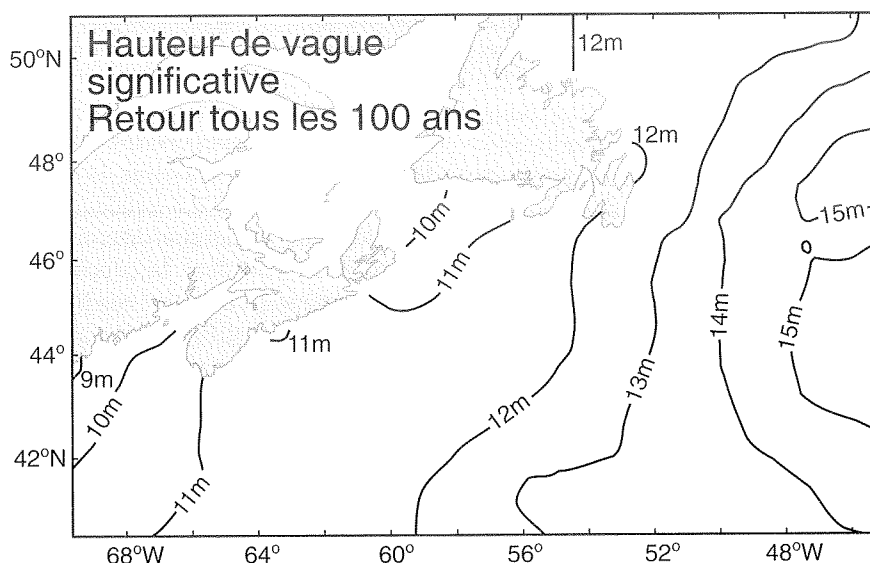 Hauteur de vague
significative
Retour tous les 100 ans
50°N
48°
46°
44°
42°N
12m
12m
10m
11m
15m
11m
9m
10m
14m
15m
13m
12m
11m
68°W
64°
60°
56°
52°
48°W